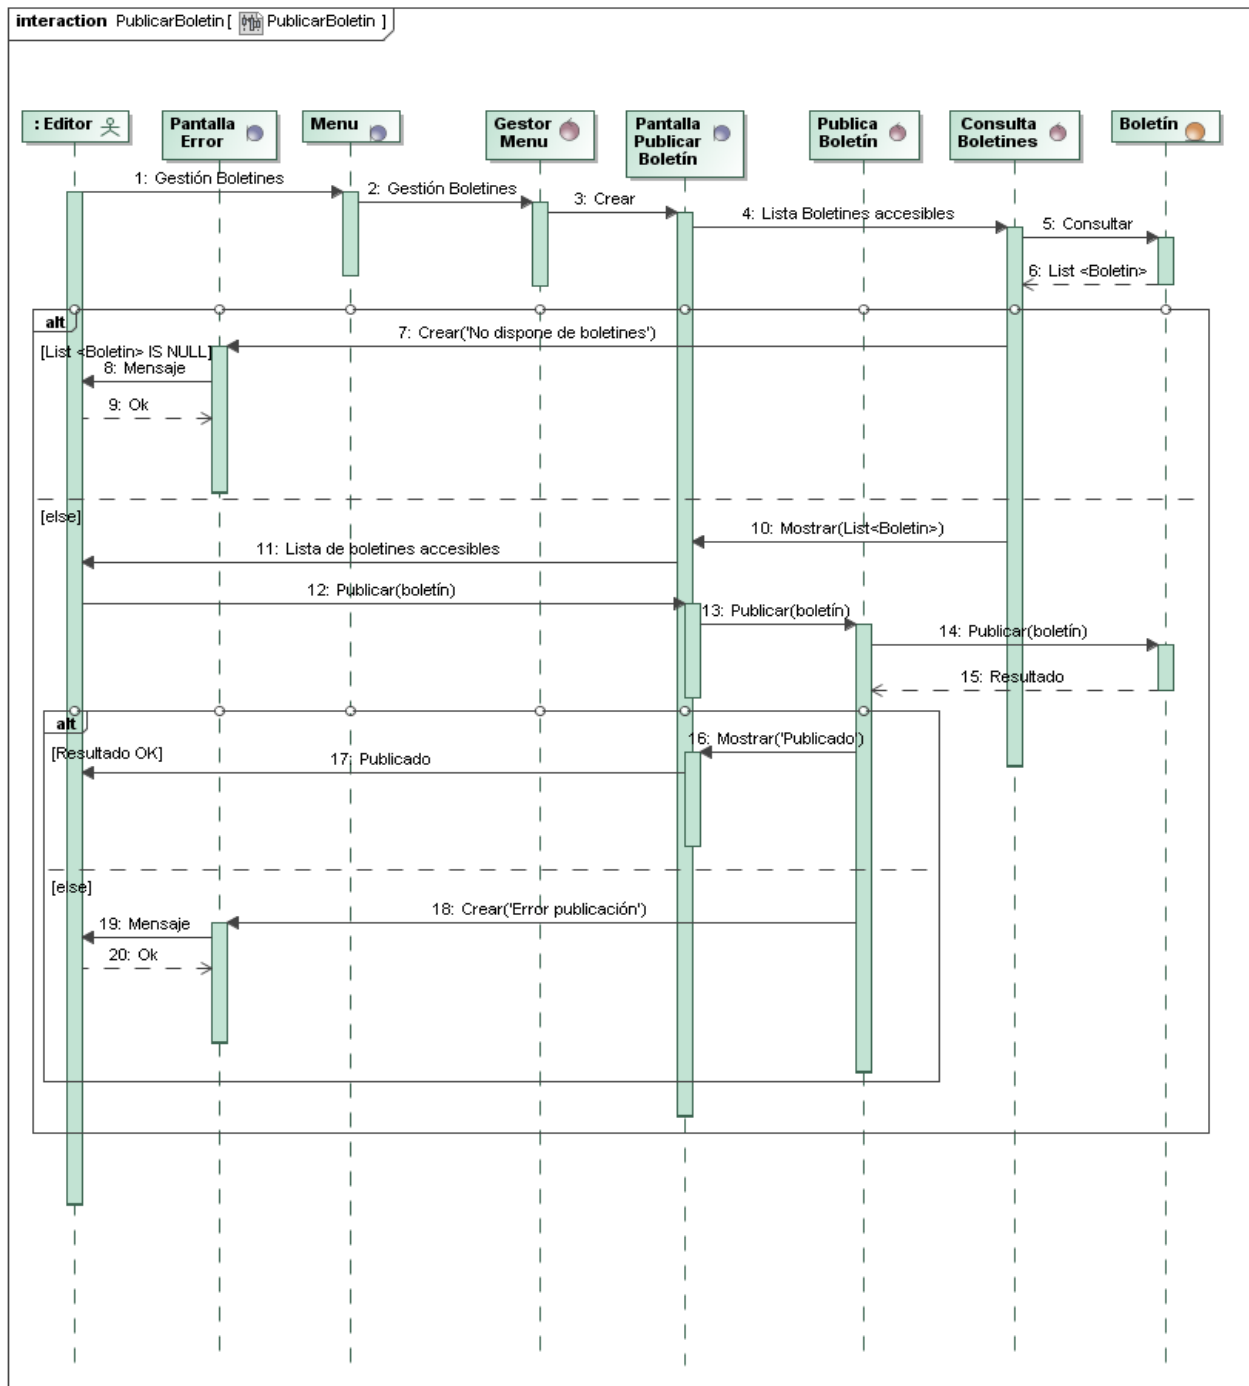 interaction PublicarBoletin [ PublicarBoletin ]
: Editor
Pantalla
Error
Menu
Gestor
Menu
Pantalla
Publicar
Boletín
Publica
Boletín
Consulta
Boletines
Boletín
1: Gestión Boletines
2: Gestión Boletines
3: Crear
4: Lista Boletines accesibles
5: Consultar
6: List <Boletin>
alt
[List <Boletin> IS NULL]
7: Crear('No dispone de boletines')
8: Mensaje
9: Ok
[else]
10: Mostrar(List<Boletin>)
11: Lista de boletines accesibles
12: Publicar(boletín)
13: Publicar(boletín)
14: Publicar(boletín)
15: Resultado
alt
[Resultado OK]
16: Mostrar('Publicado')
17: Publicado
[else]
18: Crear('Error publicación')
19: Mensaje
20: Ok